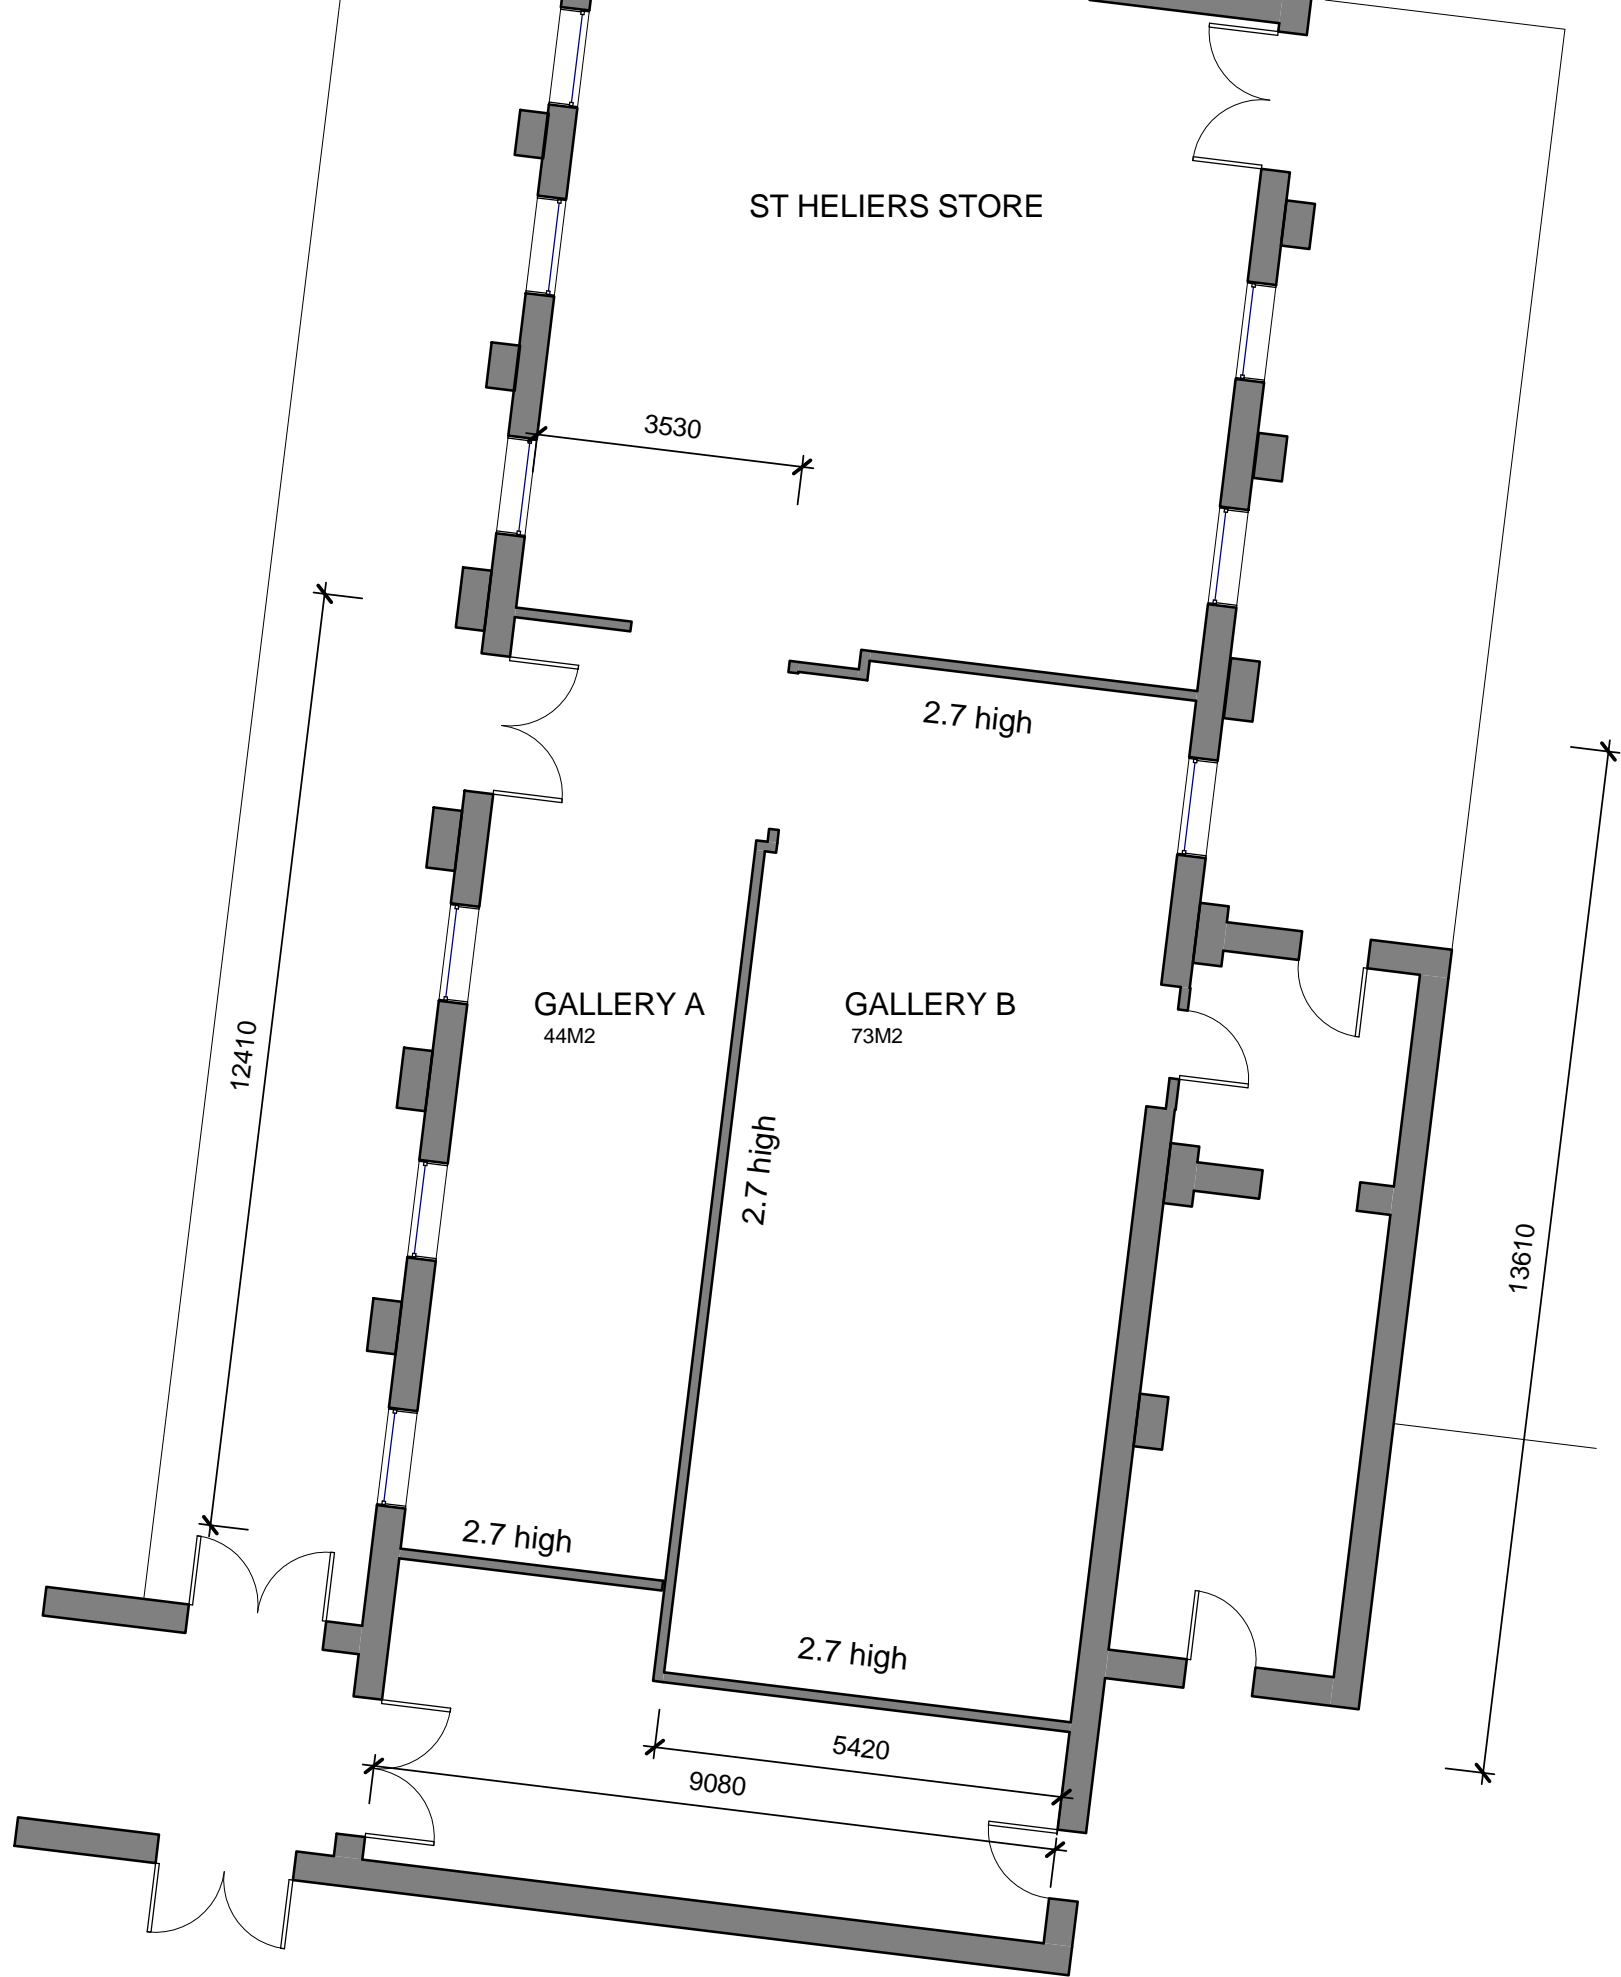 ST HELIERS STORE
3530
2.7 high
GALLERY A
44M2
GALLERY B
73M2
12410
2.7 high
13610
2.7 high
2.7 high
5420
9080